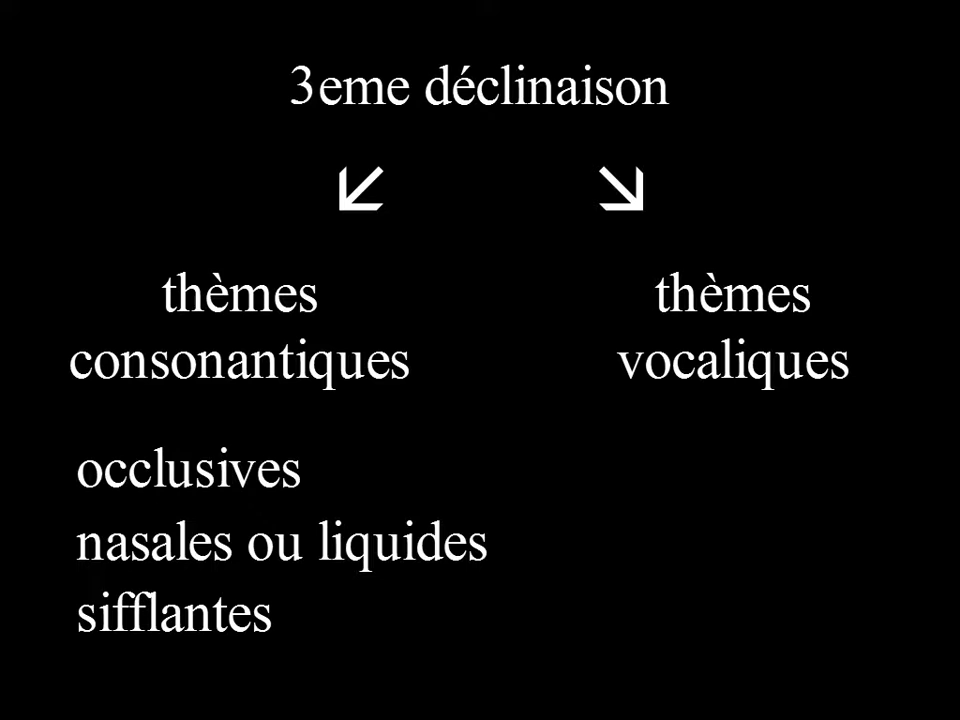 3eme déclinaison
thèmes
consonantiques
thèmes
vocaliques
occlusives
nasales ou liquides
sifflantes